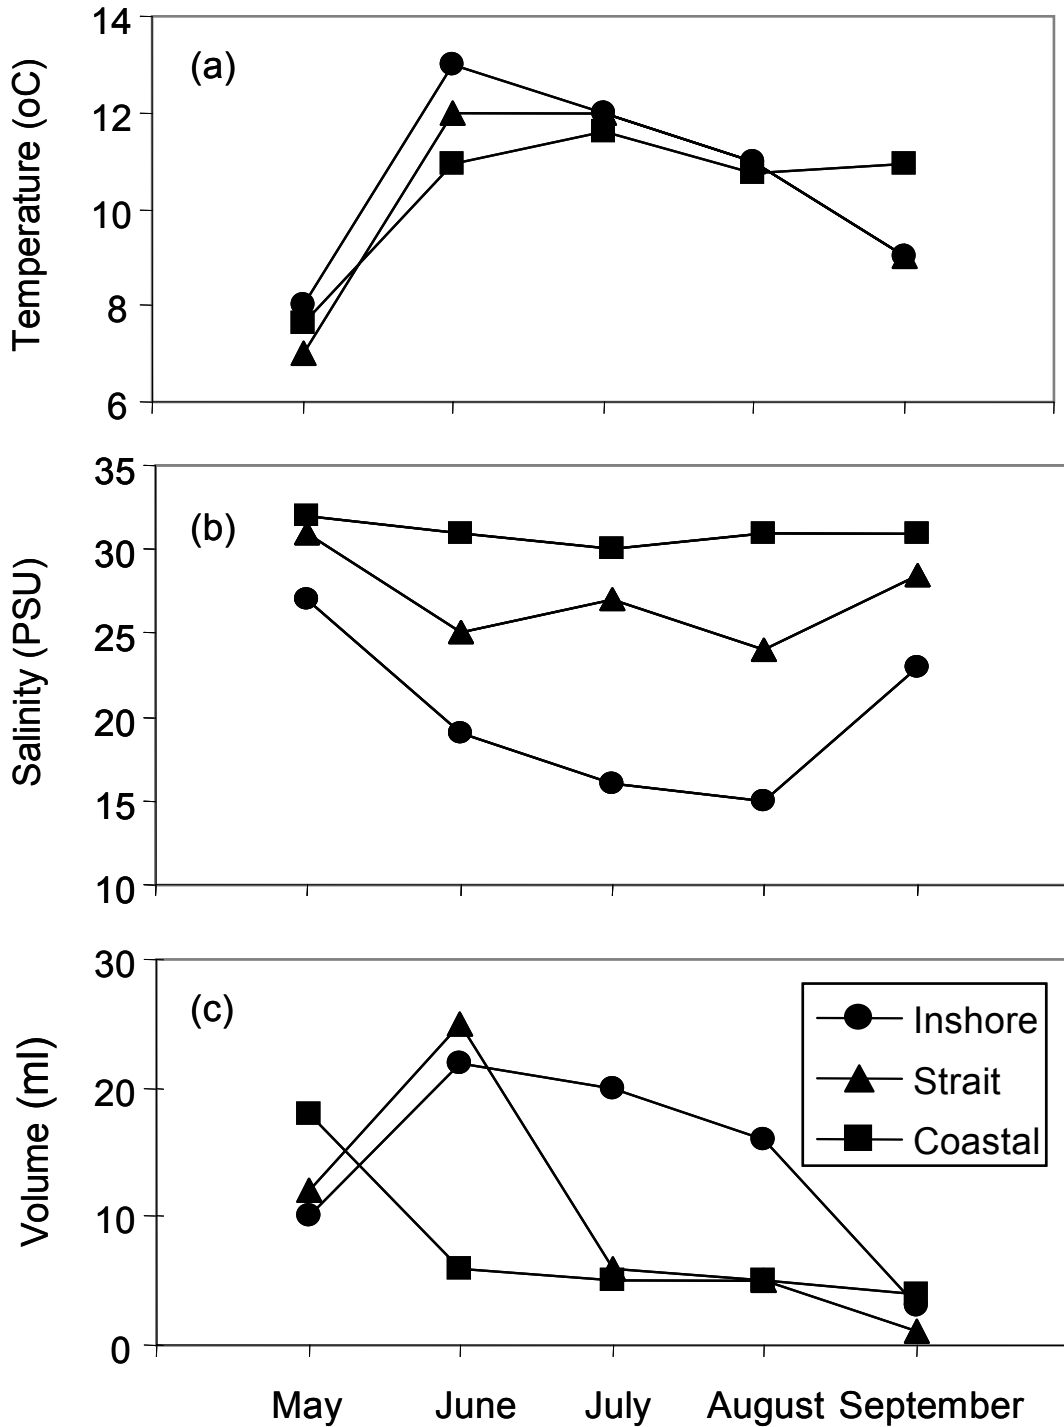 14
(a)
12
10
8
6
Temperature (oC)
35
(b)
30
25
20
15
10
Salinity (PSU)
30
(c)
20
10
0
Volume (ml)
Inshore
Strait
Coastal
May June July August September